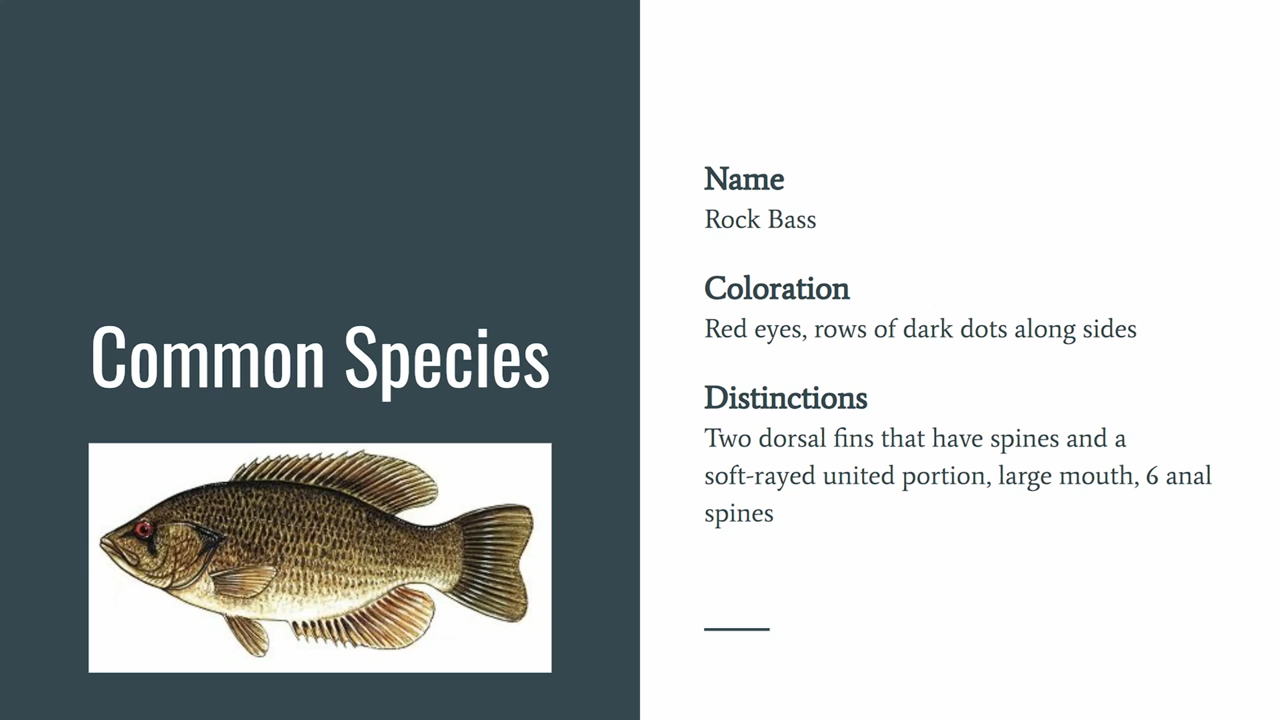 Common Species
Name
Rock Bass
Coloration
Red eyes, rows of dark dots along sides
Distinctions
Two dorsal fins that have spines and a
soft-rayed united portion, large mouth, 6 anal
spines